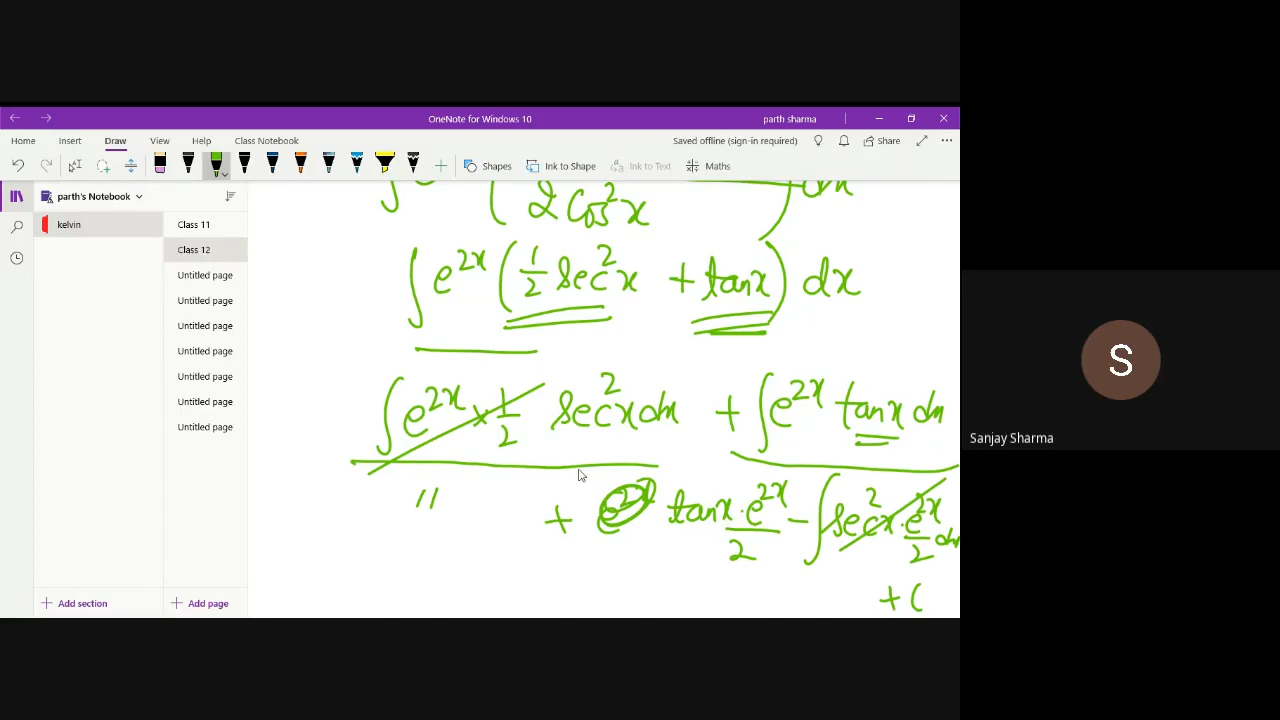 OneNote for Windows 10
parth sharma
Home Insert Draw View Help Class Notebook
Saved offline (sign-in required) Share
Shapes Ink to Shape Ink to Text Maths
parth's Notebook
kelvin
Class 11
Class 12
Untitled page
Untitled page
Untitled page
Untitled page
Untitled page
Untitled page
Untitled page
Add section
Add page
2 Cos²x
∫ e^{2x} (1/2 sec²x + tanx) dx
∫ e^{2x} × 1/2 sec²x dx + ∫ e^{2x} tanx dx
" + e^{2x} tanx · e^{2x}/2 − ∫ sec²x · e^{2x}/2 dx
+ C
S
Sanjay Sharma